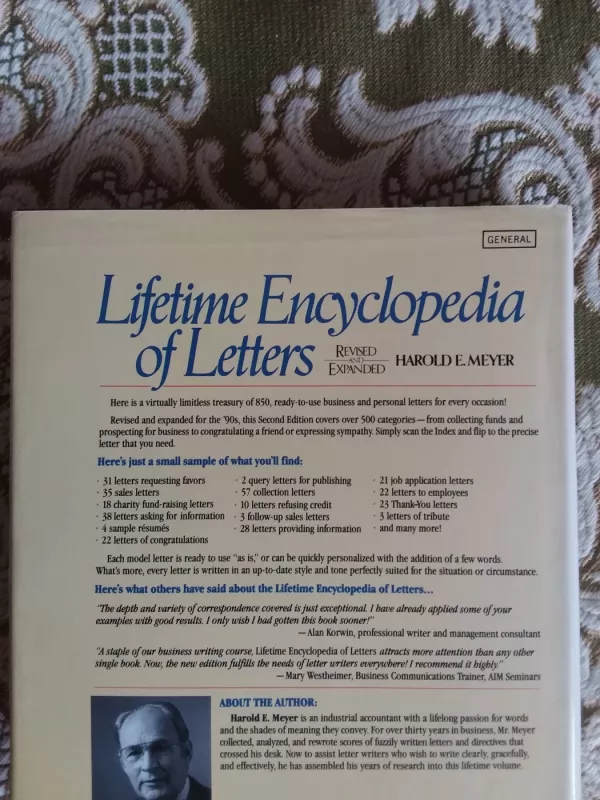 GENERAL
Lifetime Encyclopedia
of Letters REVISED AND EXPANDED HAROLD E. MEYER
Here is a virtually limitless treasury of 850, ready-to-use business and personal letters for every occasion!
Revised and expanded for the '90s, this Second Edition covers over 500 categories—from collecting funds and
prospecting for business to congratulating a friend or expressing sympathy. Simply scan the Index and flip to the precise
letter that you need.
Here's just a small sample of what you'll find:
· 31 letters requesting favors
· 35 sales letters
· 18 charity fund-raising letters
· 38 letters asking for information
· 4 sample résumés
· 22 letters of congratulations
· 2 query letters for publishing
· 57 collection letters
· 10 letters refusing credit
· 3 follow-up sales letters
· 28 letters providing information
· 21 job application letters
· 22 letters to employees
· 23 Thank-You letters
· 3 letters of tribute
· and many more!
Each model letter is ready to use "as is," or can be quickly personalized with the addition of a few words.
What's more, every letter is written in an up-to-date style and tone perfectly suited for the situation or circumstance.
Here's what others have said about the Lifetime Encyclopedia of Letters...
"The depth and variety of correspondence covered is just exceptional. I have already applied some of your
examples with good results. I only wish I had gotten this book sooner!"
—Alan Korwin, professional writer and management consultant
"A staple of our business writing course, Lifetime Encyclopedia of Letters attracts more attention than any other
single book. Now, the new edition fulfills the needs of letter writers everywhere! I recommend it highly."
—Mary Westheimer, Business Communications Trainer, AIM Seminars
ABOUT THE AUTHOR:
Harold E. Meyer is an industrial accountant with a lifelong passion for words
and the shades of meaning they convey. For over thirty years in business, Mr. Meyer
collected, analyzed, and rewrote scores of fuzzily written letters and directives that
crossed his desk. Now to assist letter writers who wish to write clearly, gracefully,
and effectively, he has assembled his years of research into this lifetime volume.